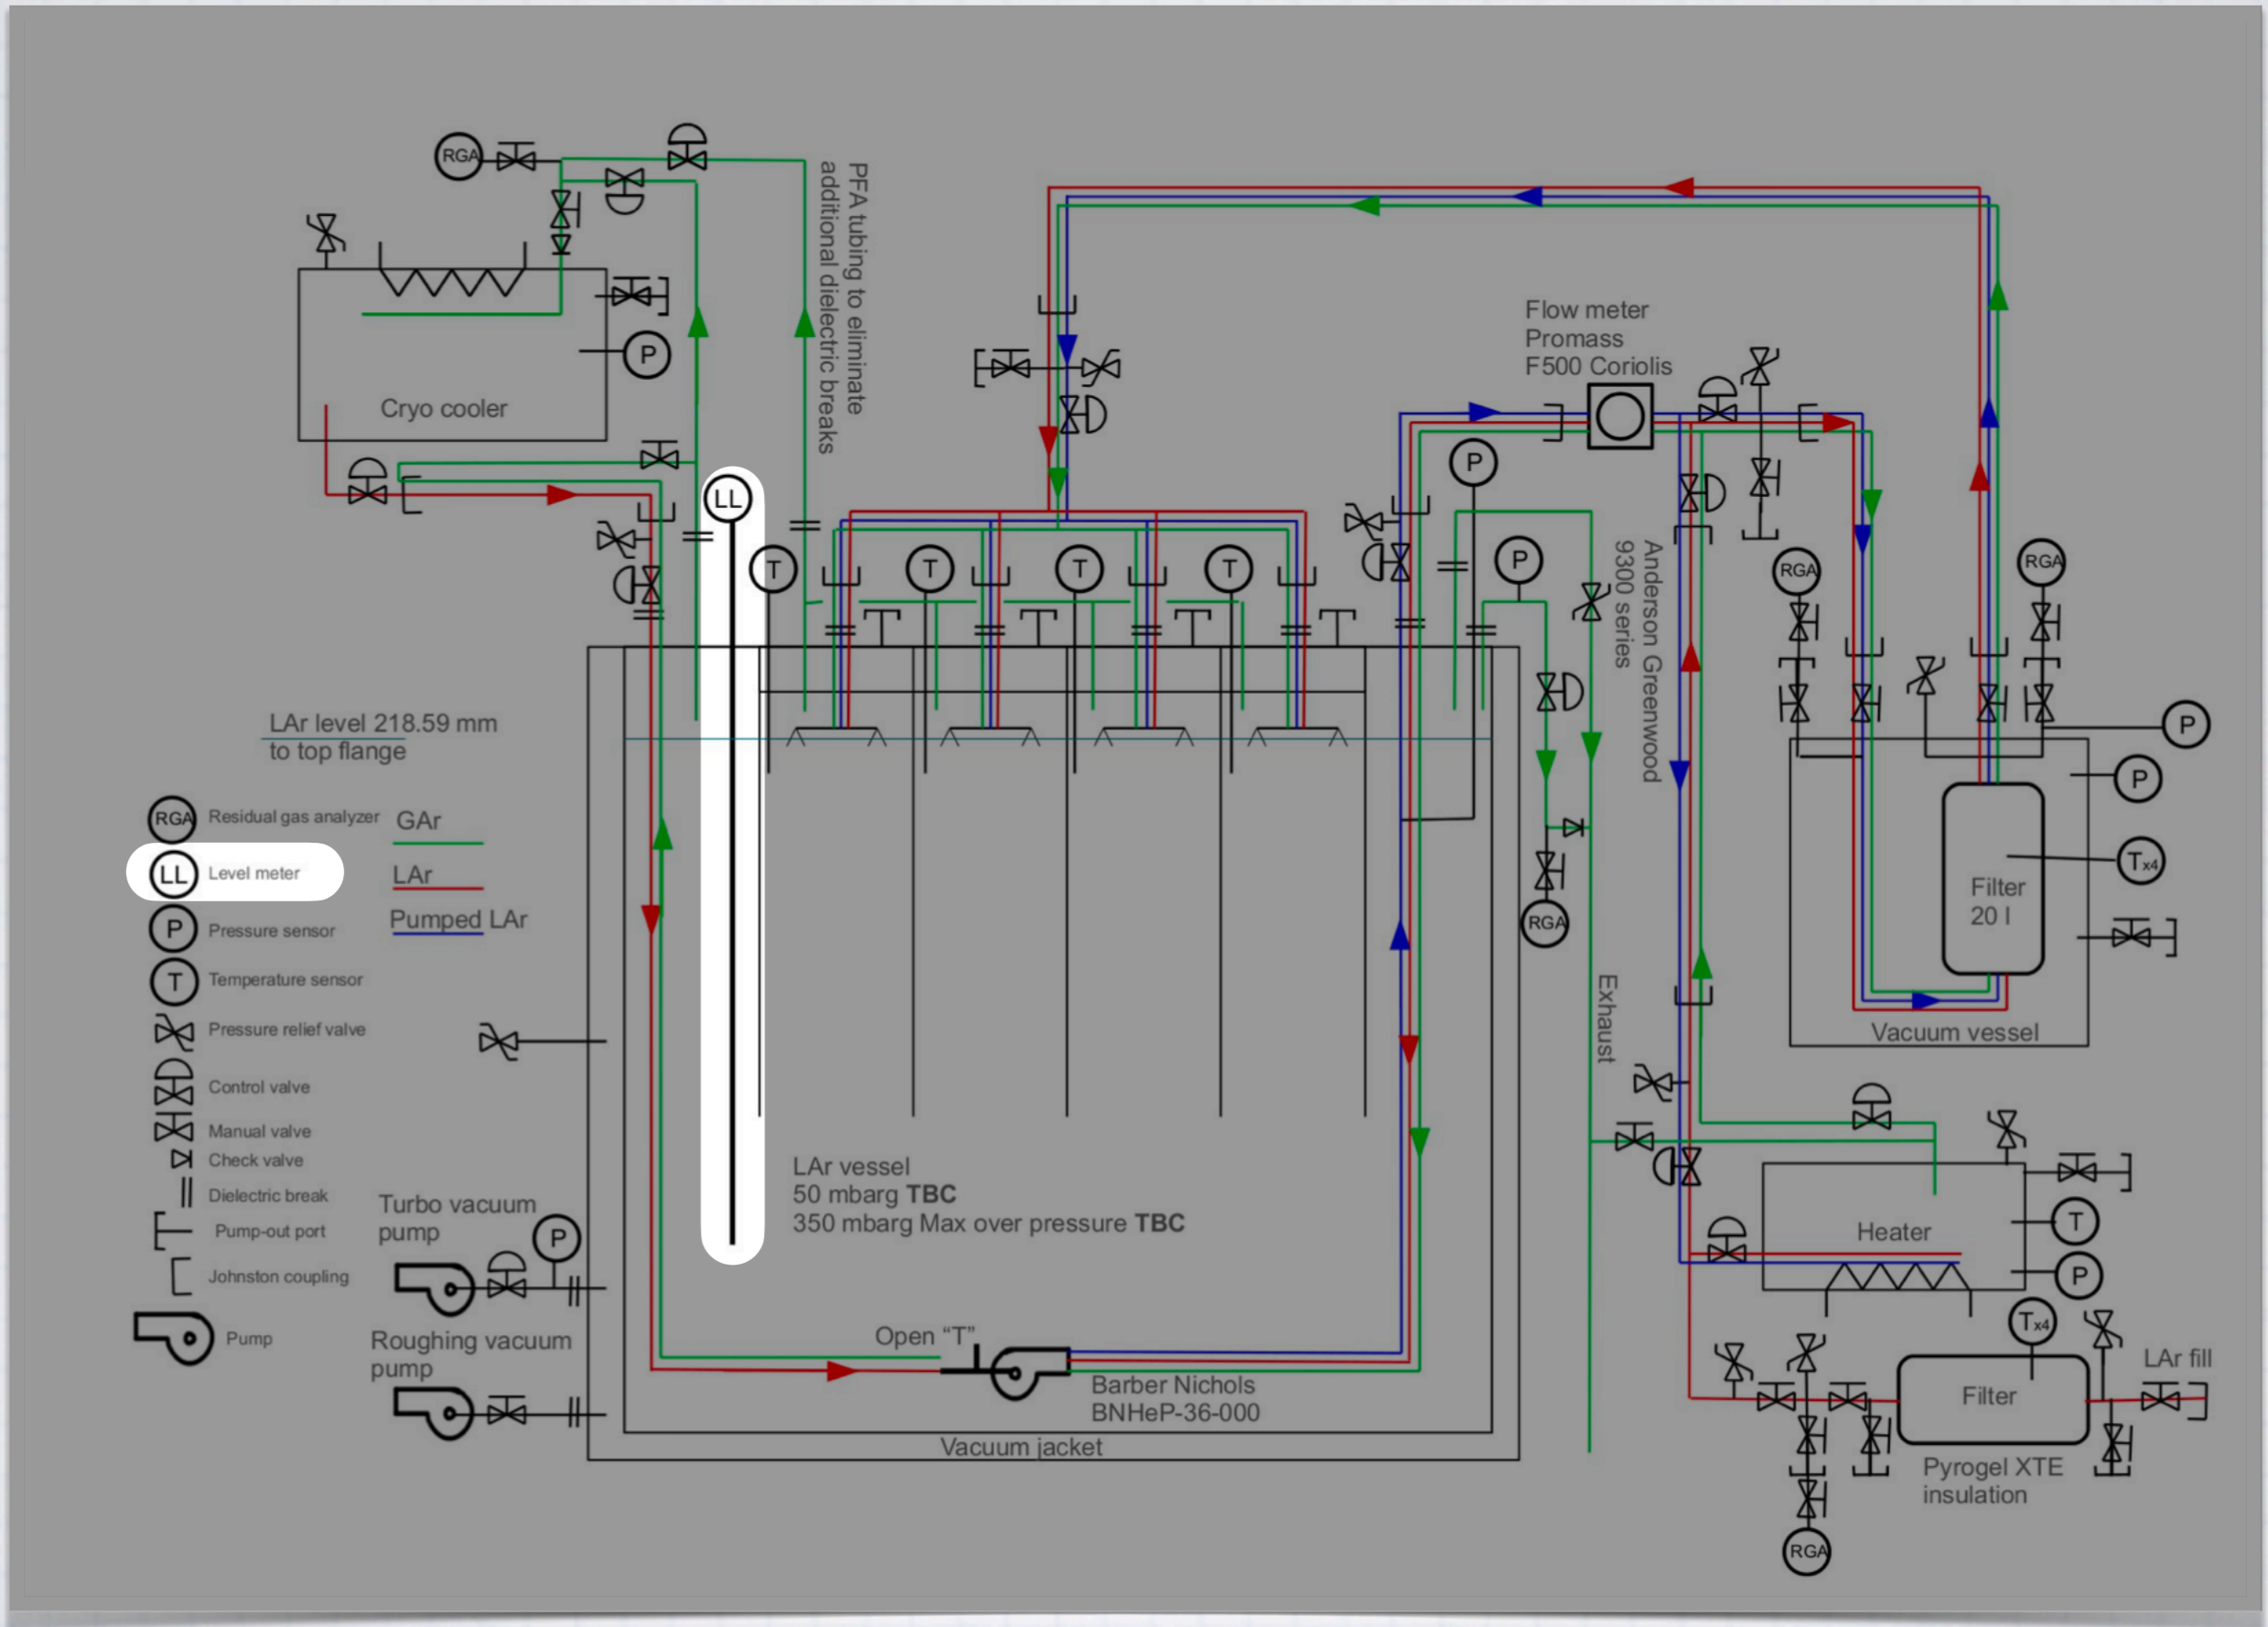 RGA
PFA tubing to eliminate
additional dielectric breaks
P
Cryo cooler
LL
T
T
T
T
Flow meter
Promass
F500 Coriolis
P
P
Anderson Greenwood
9300 series
RGA
RGA
P
P
Tx4
Filter
20 l
Vacuum vessel
RGA
Exhaust
LAr level 218.59 mm
to top flange
RGA Residual gas analyzer
LL Level meter
P Pressure sensor
T Temperature sensor
Pressure relief valve
Control valve
Manual valve
Check valve
Dielectric break
Pump-out port
Johnston coupling
Pump
GAr
LAr
Pumped LAr
Turbo vacuum
pump
P
Roughing vacuum
pump
LAr vessel
50 mbarg TBC
350 mbarg Max over pressure TBC
Open “T”
Barber Nichols
BNHeP-36-000
Vacuum jacket
Heater
T
P
Tx4
LAr fill
Filter
Pyrogel XTE
insulation
RGA